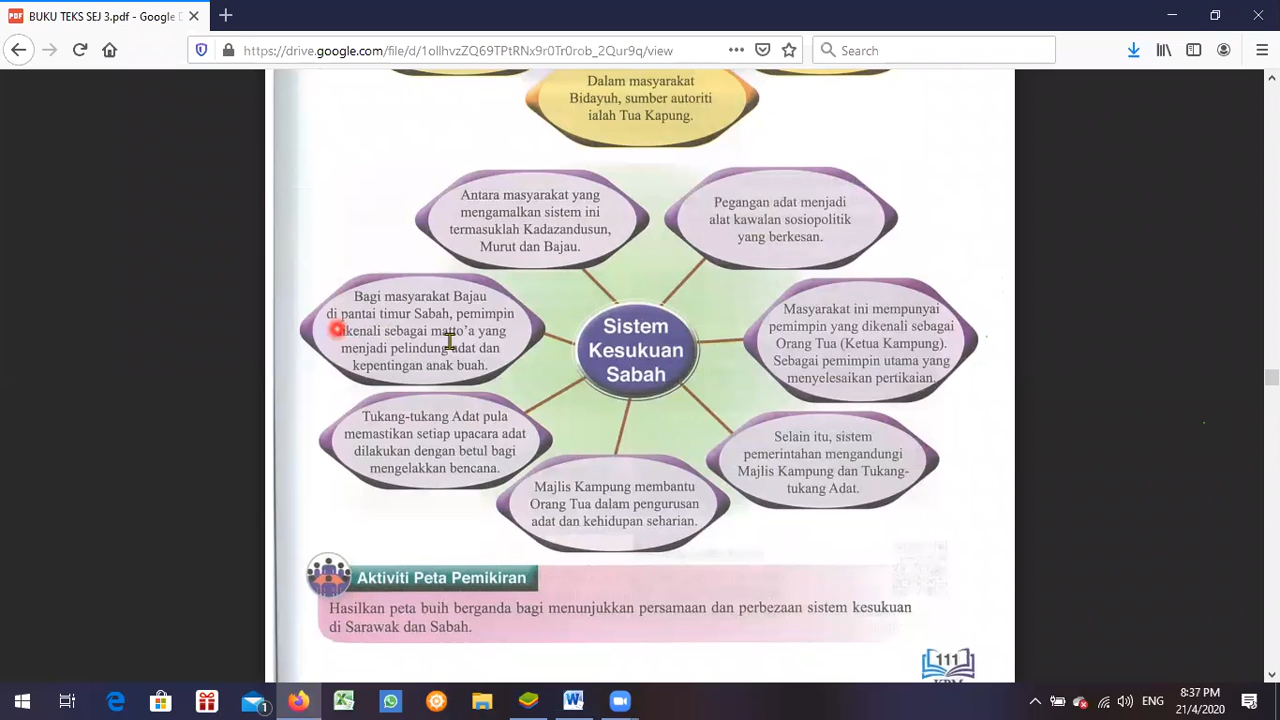 BUKU TEKS SEJ 3.pdf - Google D
https://drive.google.com/file/d/1ollhvzZQ69TPtRNx9r0Tr0rob_2Qur9q/view
Search
Dalam masyarakat
Bidayuh, sumber autoriti
ialah Tua Kapung.
Antara masyarakat yang
mengamalkan sistem ini
termasuklah Kadazandusun,
Murut dan Bajau.
Pegangan adat menjadi
alat kawalan sosiopolitik
yang berkesan.
Bagi masyarakat Bajau
di pantai timur Sabah, pemimpin
dikenali sebagai matto'a yang
menjadi pelindung adat dan
kepentingan anak buah.
Sistem
Kesukuan
Sabah
Masyarakat ini mempunyai
pemimpin yang dikenali sebagai
Orang Tua (Ketua Kampung).
Sebagai pemimpin utama yang
menyelesaikan pertikaian.
Tukang-tukang Adat pula
memastikan setiap upacara adat
dilakukan dengan betul bagi
mengelakkan bencana.
Selain itu, sistem
pemerintahan mengandungi
Majlis Kampung dan Tukang-
tukang Adat.
Majlis Kampung membantu
Orang Tua dalam pengurusan
adat dan kehidupan seharian.
Aktiviti Peta Pemikiran
Hasilkan peta buih berganda bagi menunjukkan persamaan dan perbezaan sistem kesukuan
di Sarawak dan Sabah.
111
KPM
1
ENG
8:37 PM
21/4/2020